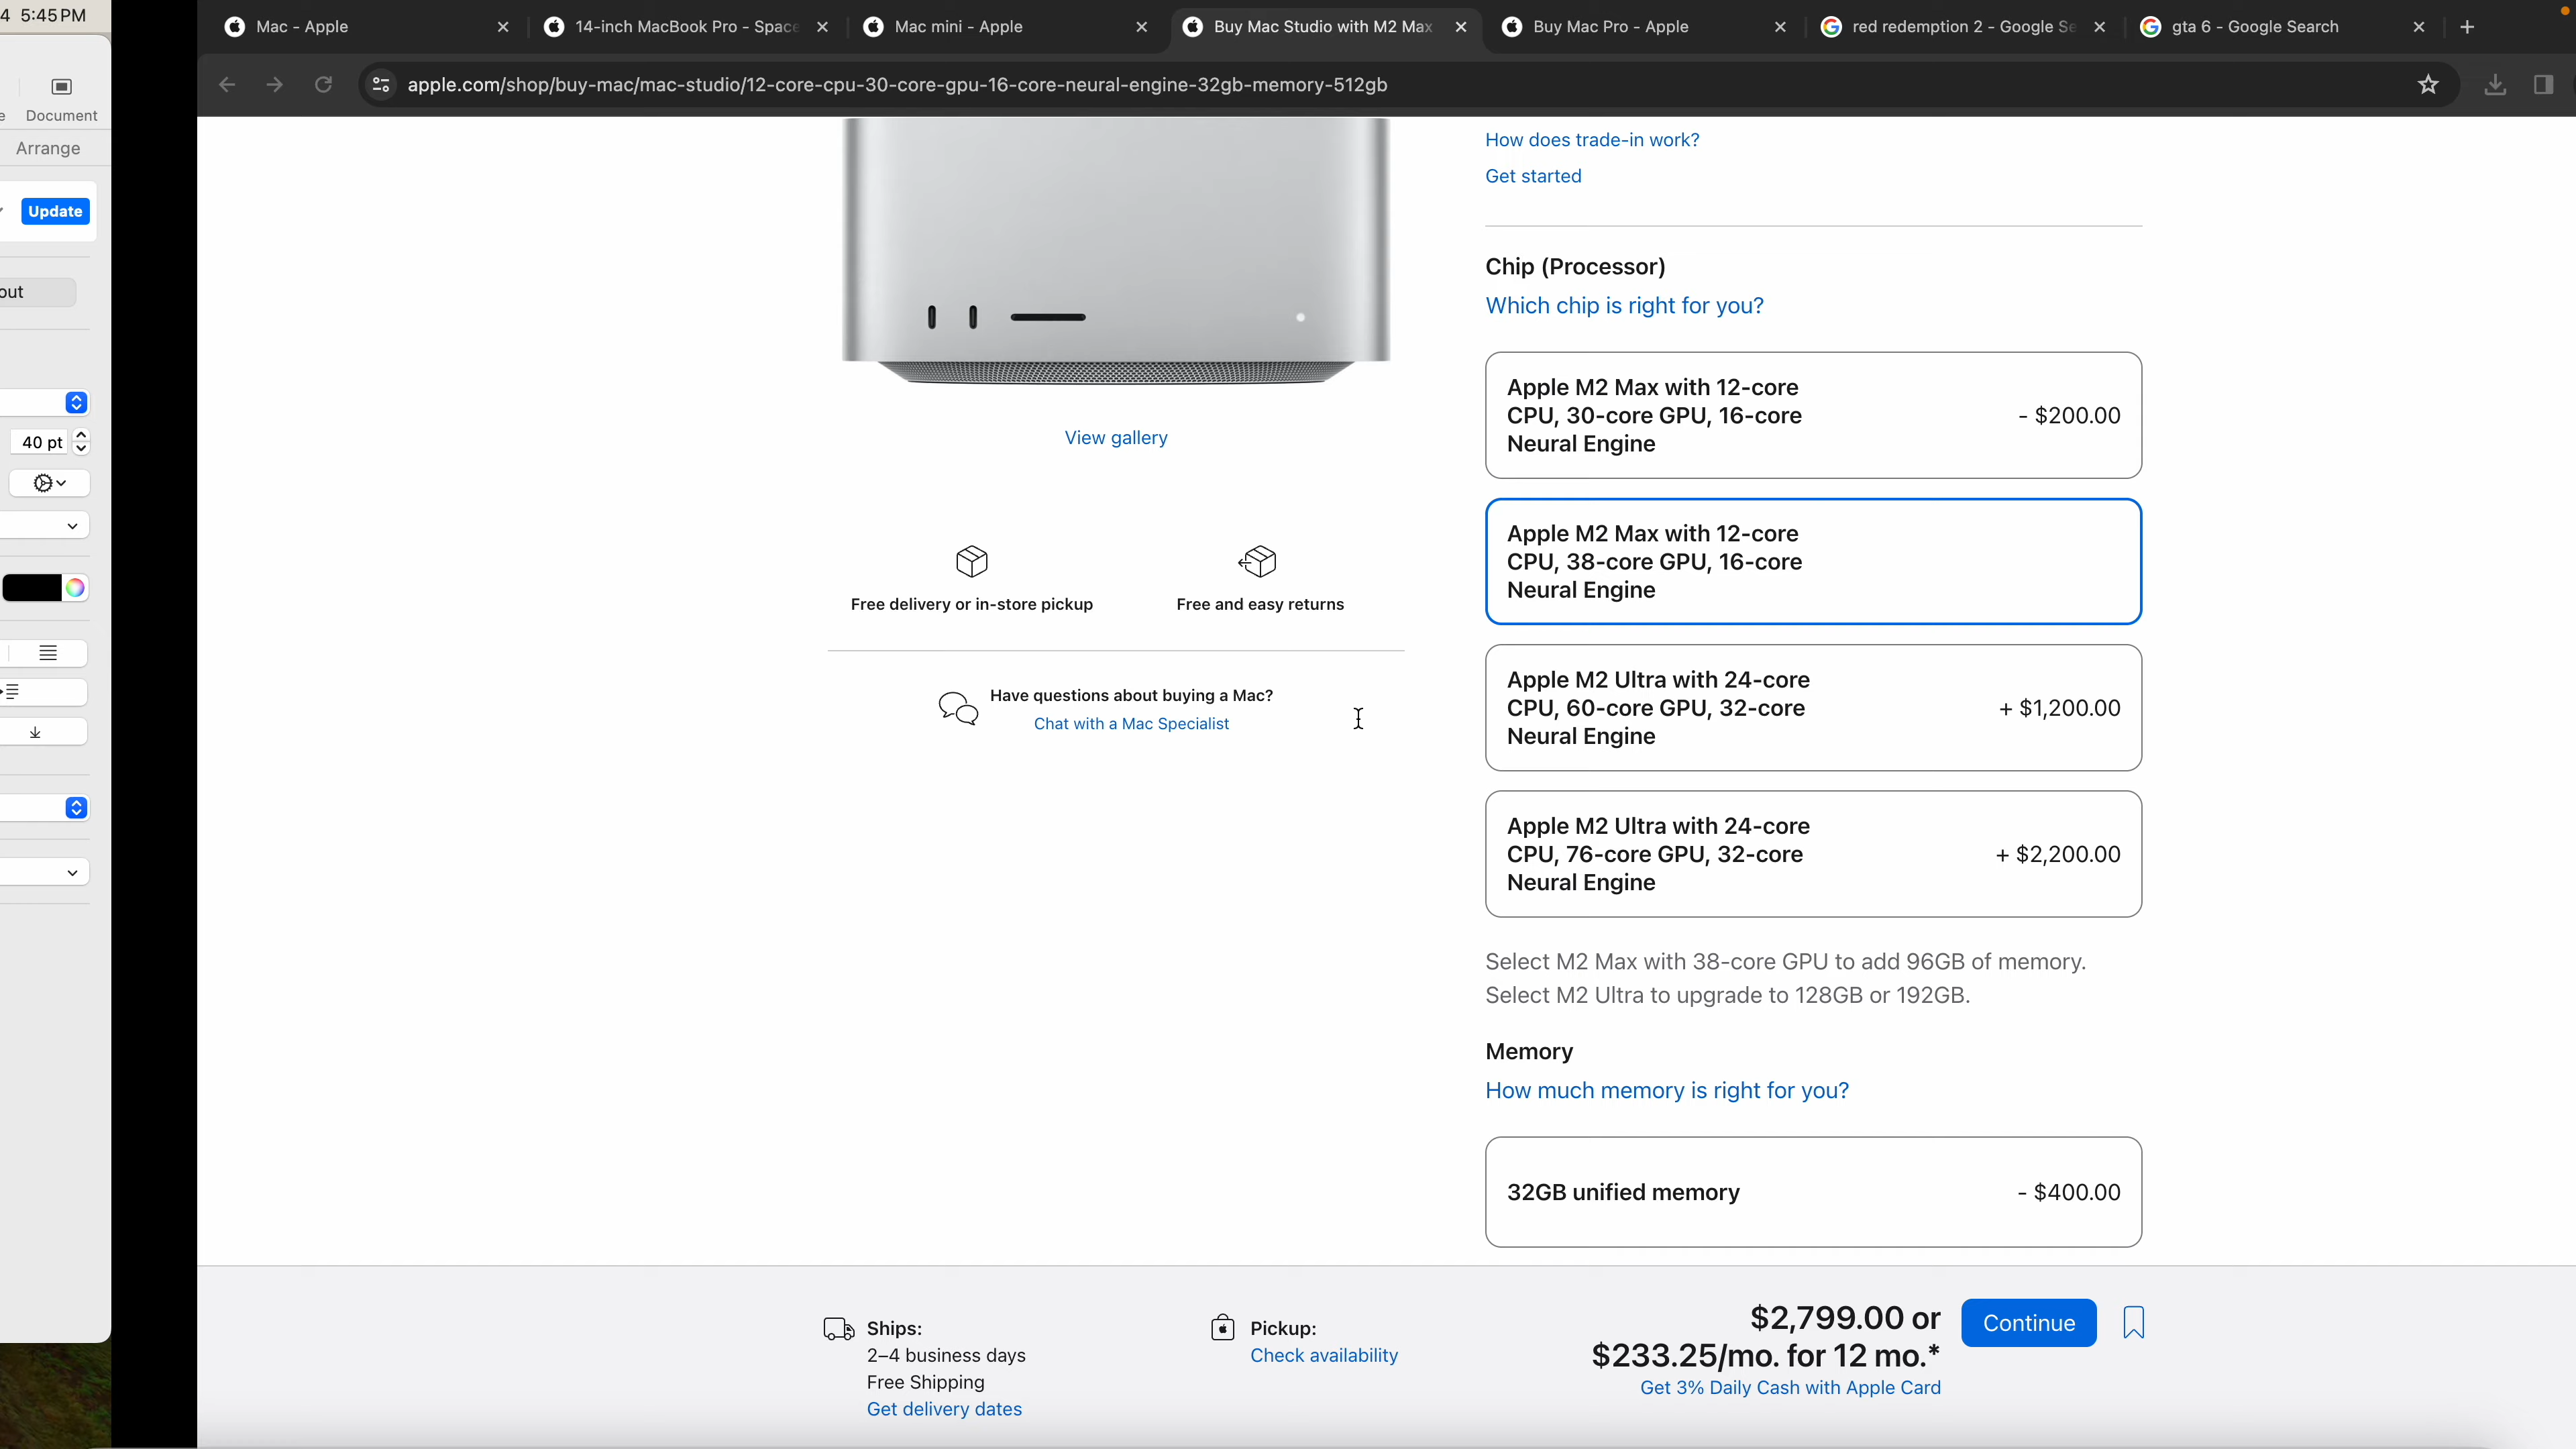 4 5:45 PM
e Document
Arrange
Update
out
40 pt
Mac - Apple
14-inch MacBook Pro - Space
Mac mini - Apple
Buy Mac Studio with M2 Max
Buy Mac Pro - Apple
red redemption 2 - Google Se
gta 6 - Google Search
apple.com/shop/buy-mac/mac-studio/12-core-cpu-30-core-gpu-16-core-neural-engine-32gb-memory-512gb
View gallery
Free delivery or in-store pickup
Free and easy returns
Have questions about buying a Mac?
Chat with a Mac Specialist
How does trade-in work?
Get started
Chip (Processor)
Which chip is right for you?
Apple M2 Max with 12-core
CPU, 30-core GPU, 16-core
Neural Engine
- $200.00
Apple M2 Max with 12-core
CPU, 38-core GPU, 16-core
Neural Engine
Apple M2 Ultra with 24-core
CPU, 60-core GPU, 32-core
Neural Engine
+ $1,200.00
Apple M2 Ultra with 24-core
CPU, 76-core GPU, 32-core
Neural Engine
+ $2,200.00
Select M2 Max with 38-core GPU to add 96GB of memory.
Select M2 Ultra to upgrade to 128GB or 192GB.
Memory
How much memory is right for you?
32GB unified memory
- $400.00
Ships:
2–4 business days
Free Shipping
Get delivery dates
Pickup:
Check availability
$2,799.00 or
$233.25/mo. for 12 mo.*
Get 3% Daily Cash with Apple Card
Continue